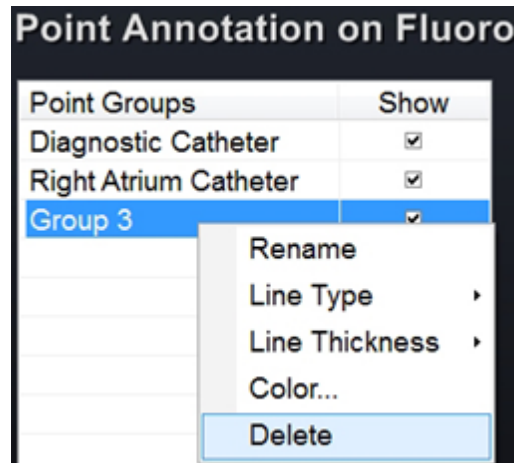 Point Annotation on Fluoro
Point Groups Show
Diagnostic Catheter
Right Atrium Catheter
Group 3
Rename
Line Type
Line Thickness
Color...
Delete